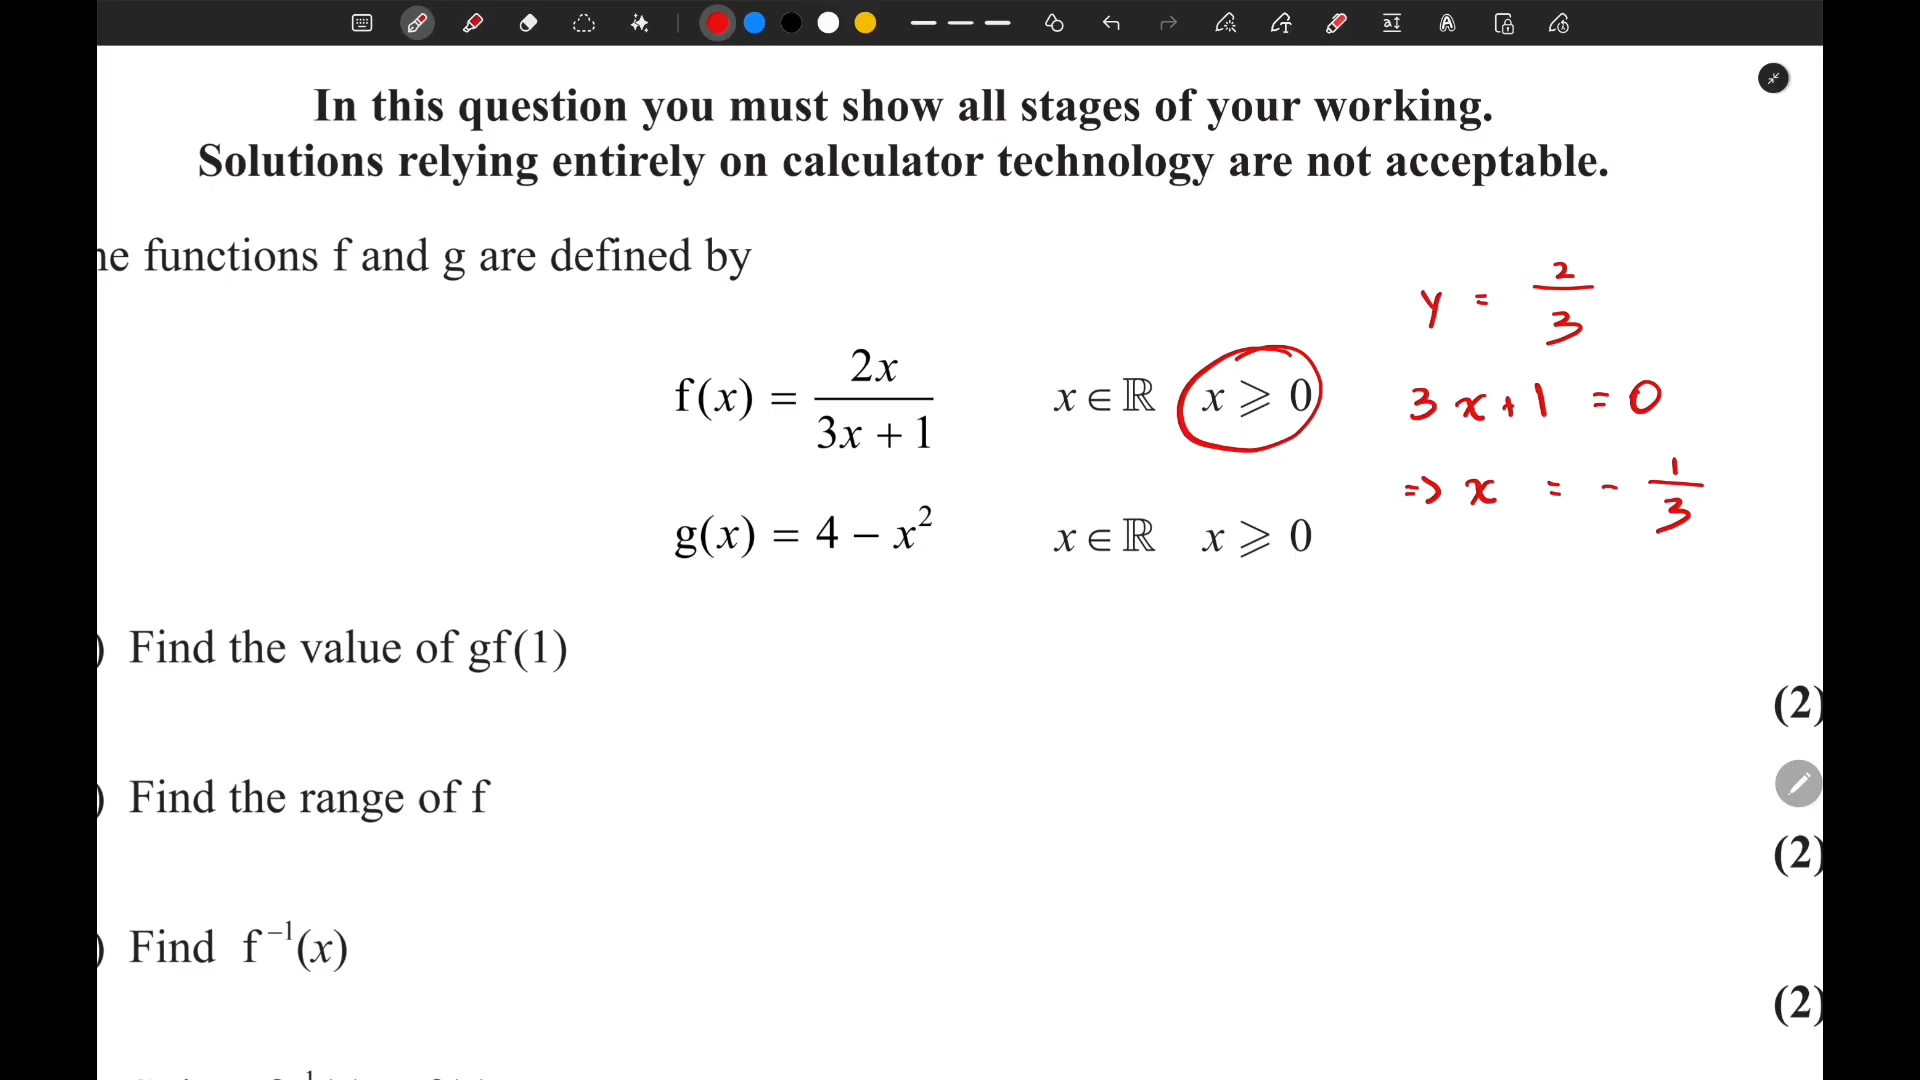 In this question you must show all stages of your working.
Solutions relying entirely on calculator technology are not acceptable.
he functions f and g are defined by
f(x) = 2x / 3x + 1   x ∈ ℝ   x ⩾ 0
g(x) = 4 − x²   x ∈ ℝ   x ⩾ 0
y = 2/3
3x + 1 = 0
=> x = - 1/3
) Find the value of gf(1)
(2)
) Find the range of f
(2)
) Find f⁻¹(x)
(2)